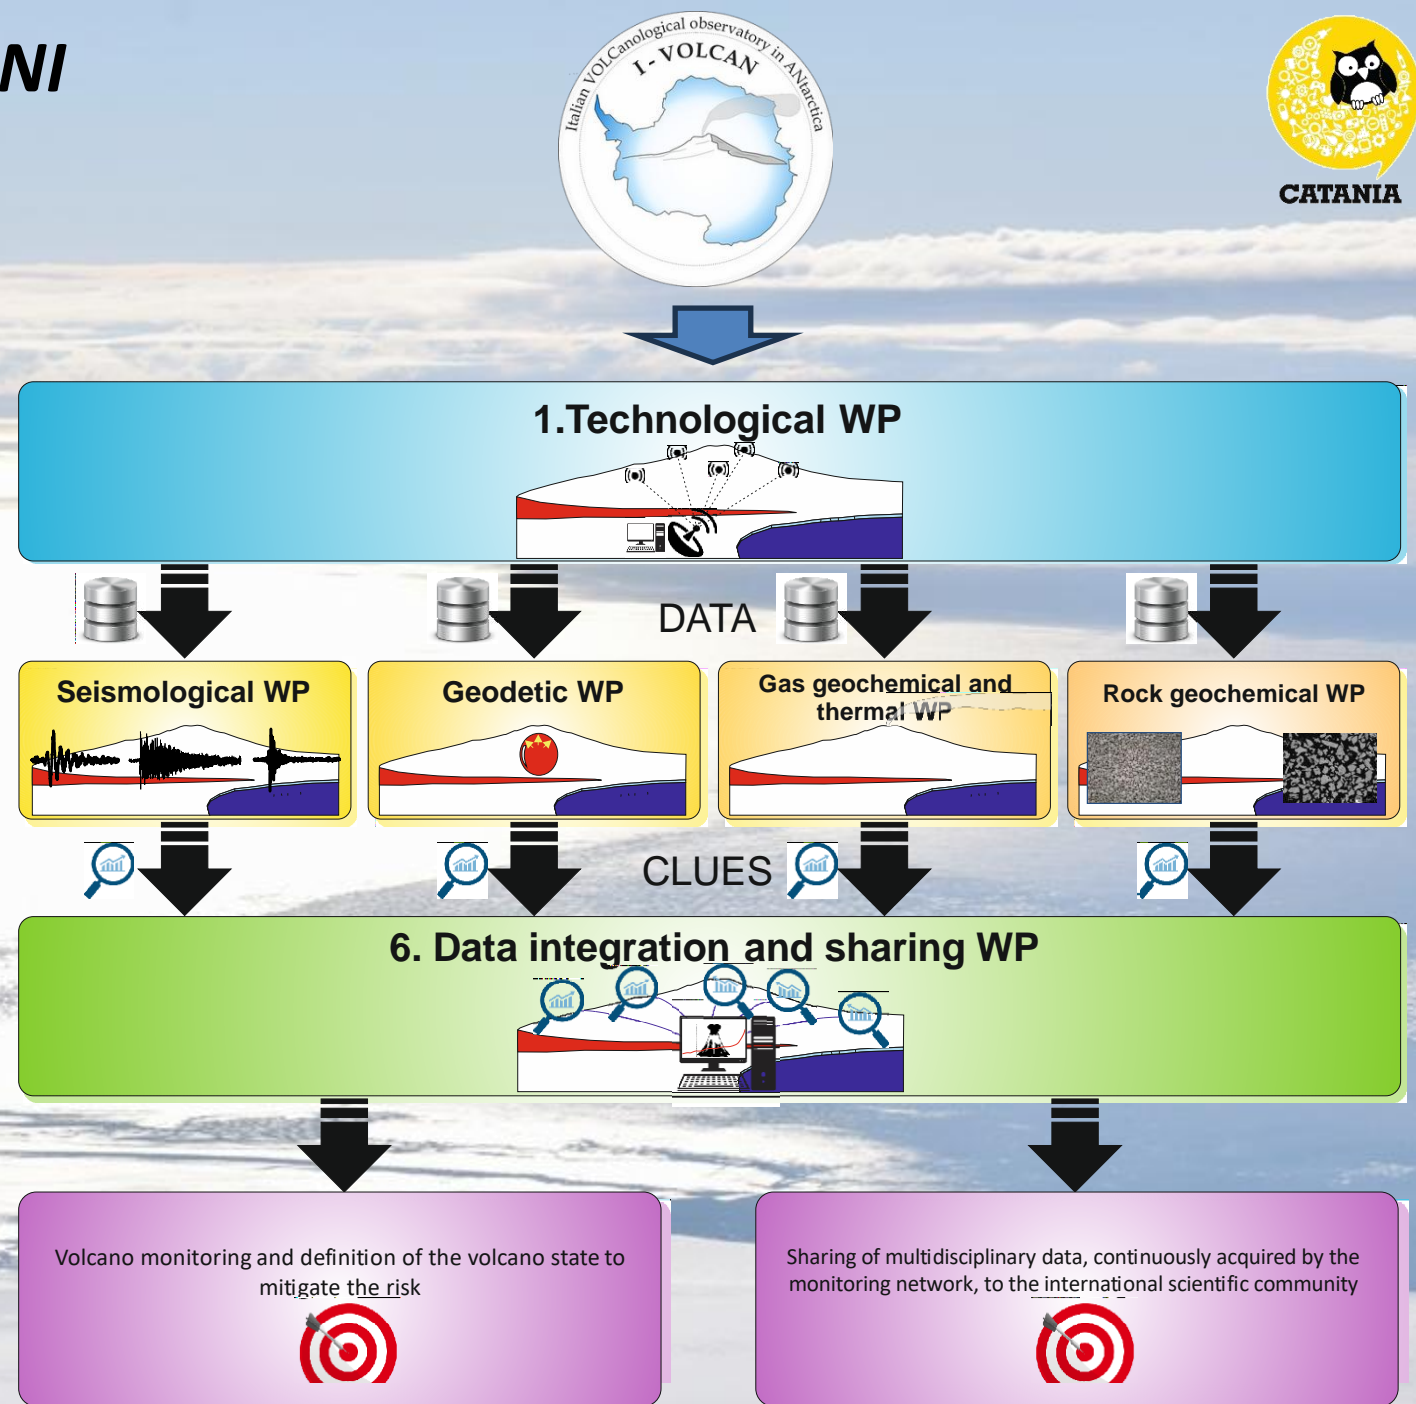 NI
Italian VOLCanological observatory in ANtarctica
I - VOLCAN
CATANIA
1.Technological WP
DATA
Seismological WP
Geodetic WP
Gas geochemical and
thermal WP
Rock geochemical WP
CLUES
6. Data integration and sharing WP
Volcano monitoring and definition of the volcano state to
mitigate the risk
Sharing of multidisciplinary data, continuously acquired by the
monitoring network, to the international scientific community